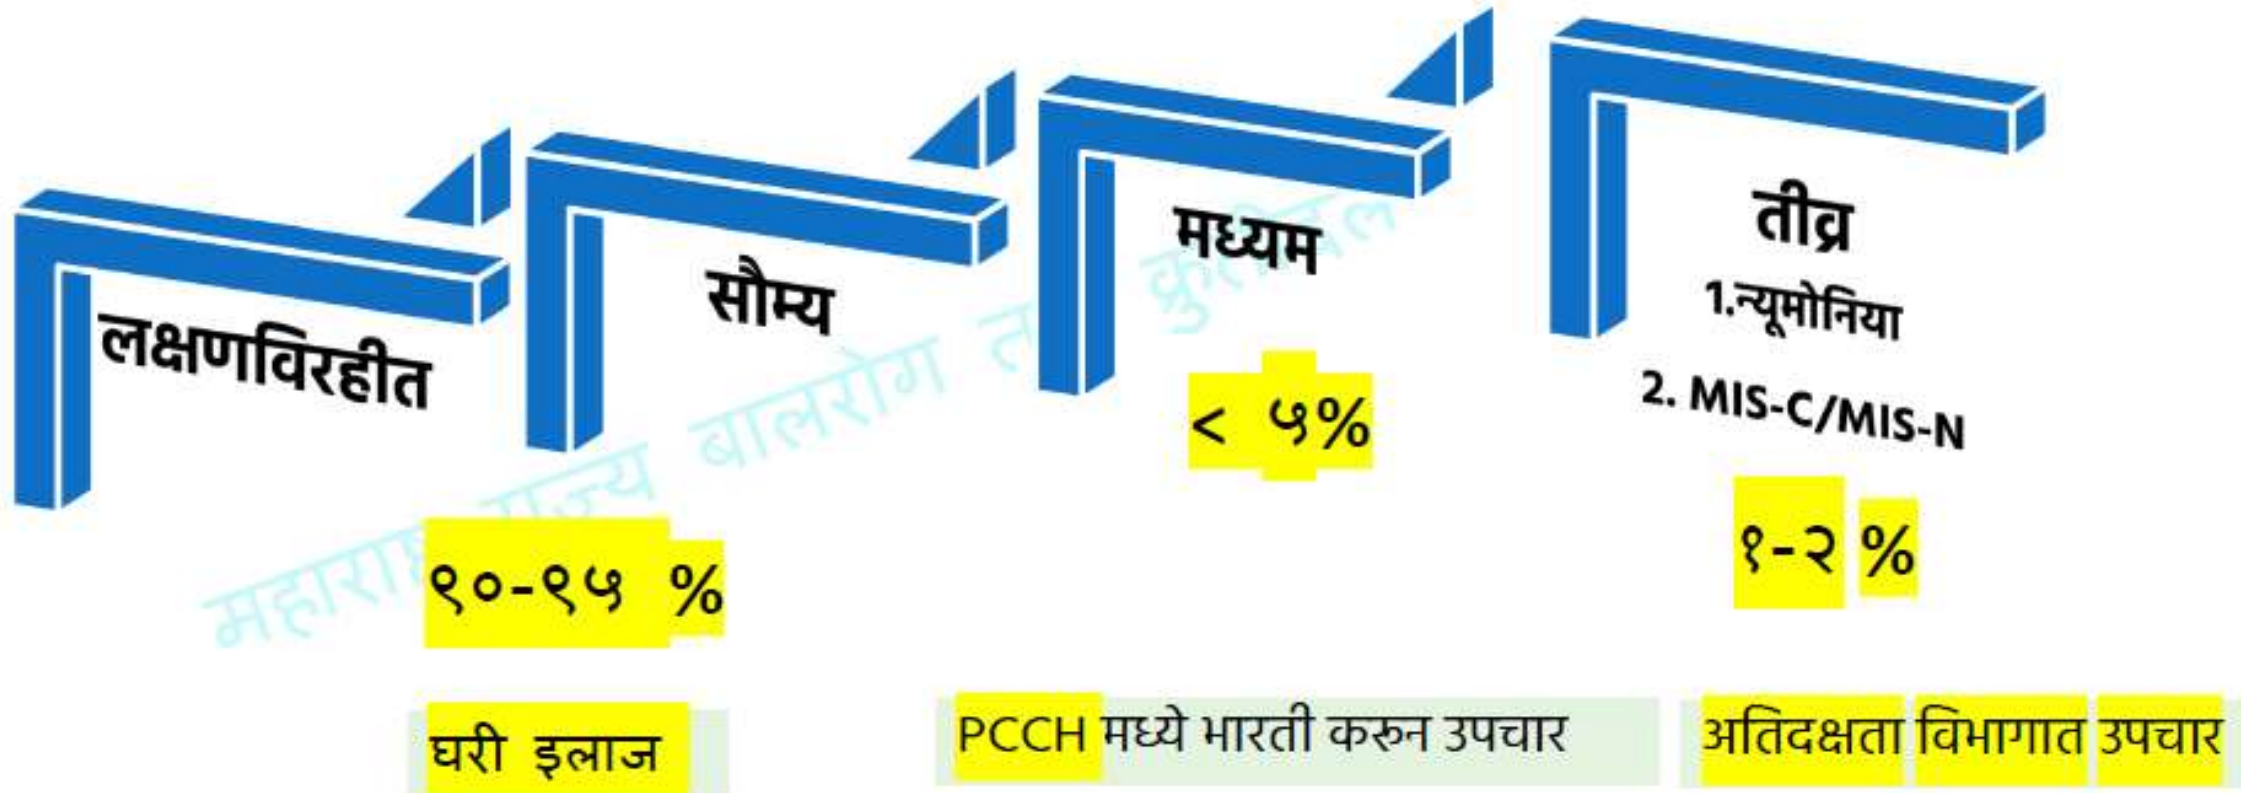 लक्षणविरहीत
सौम्य
मध्यम
तीव्र
1.न्यूमोनिया
2. MIS-C/MIS-N
< ५%
९०-९५ %
१-२ %
घरी इलाज
PCCH मध्ये भारती करून उपचार
अतिदक्षता विभागात उपचार
बालरोग